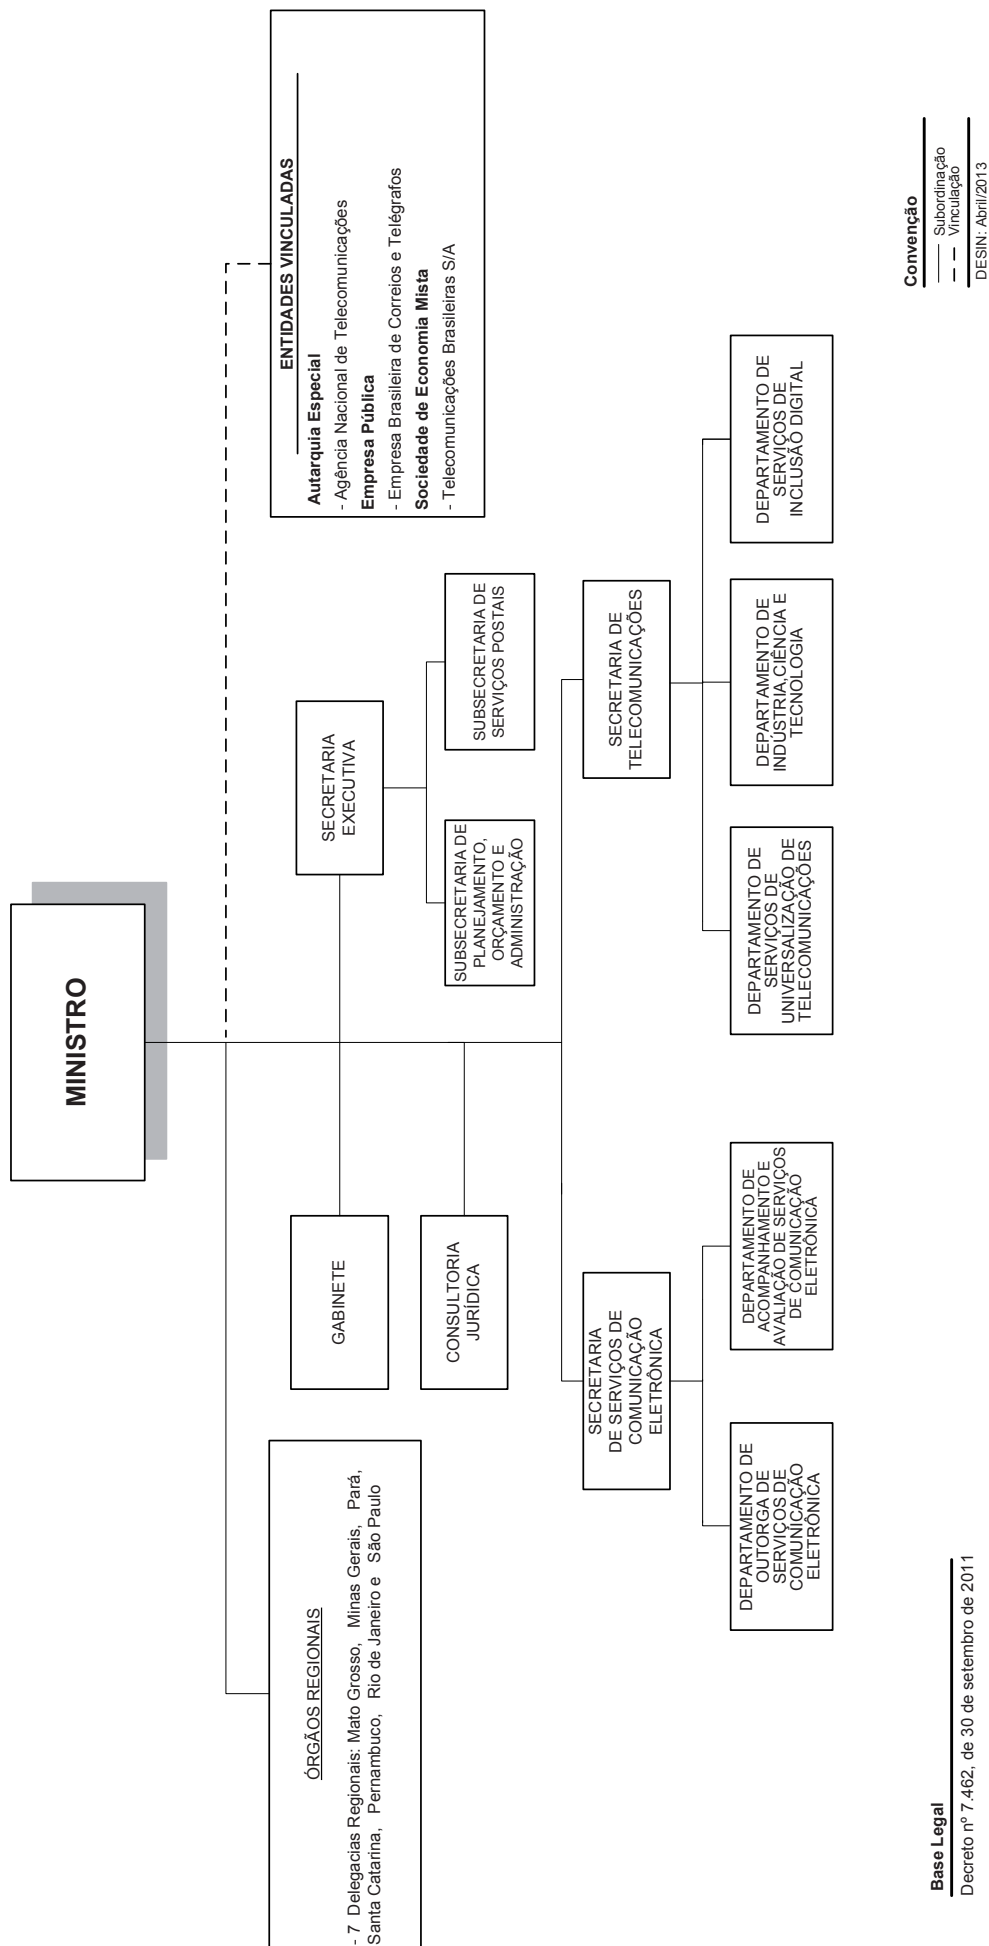 MINISTRO
ÓRGÃOS REGIONAIS
- 7 Delegacias Regionais: Mato Grosso, Minas Gerais, Pará,
Santa Catarina, Pernambuco, Rio de Janeiro e São Paulo
ENTIDADES VINCULADAS
Autarquia Especial
- Agência Nacional de Telecomunicações
Empresa Pública
- Empresa Brasileira de Correios e Telégrafos
Sociedade de Economia Mista
- Telecomunicações Brasileiras S/A
GABINETE
SECRETARIA
EXECUTIVA
CONSULTORIA
JURÍDICA
SUBSECRETARIA DE
PLANEJAMENTO,
ORÇAMENTO E
ADMINISTRAÇÃO
SUBSECRETARIA DE
SERVIÇOS POSTAIS
SECRETARIA
DE SERVIÇOS DE
COMUNICAÇÃO
ELETRÔNICA
SECRETARIA DE
TELECOMUNICAÇÕES
DEPARTAMENTO DE
OUTORGA DE
SERVIÇOS DE
COMUNICAÇÃO
ELETRÔNICA
DEPARTAMENTO DE
ACOMPANHAMENTO E
AVALIAÇÃO DE SERVIÇOS
DE COMUNICAÇÃO
ELETRÔNICA
DEPARTAMENTO DE
SERVIÇOS DE
UNIVERSALIZAÇÃO DE
TELECOMUNICAÇÕES
DEPARTAMENTO DE
INDÚSTRIA,CIÊNCIA E
TECNOLOGIA
DEPARTAMENTO DE
SERVIÇOS DE
INCLUSÃO DIGITAL
Base Legal
Decreto nº 7.462, de 30 de setembro de 2011
Convenção
Subordinação
Vinculação
DESIN: Abril/2013